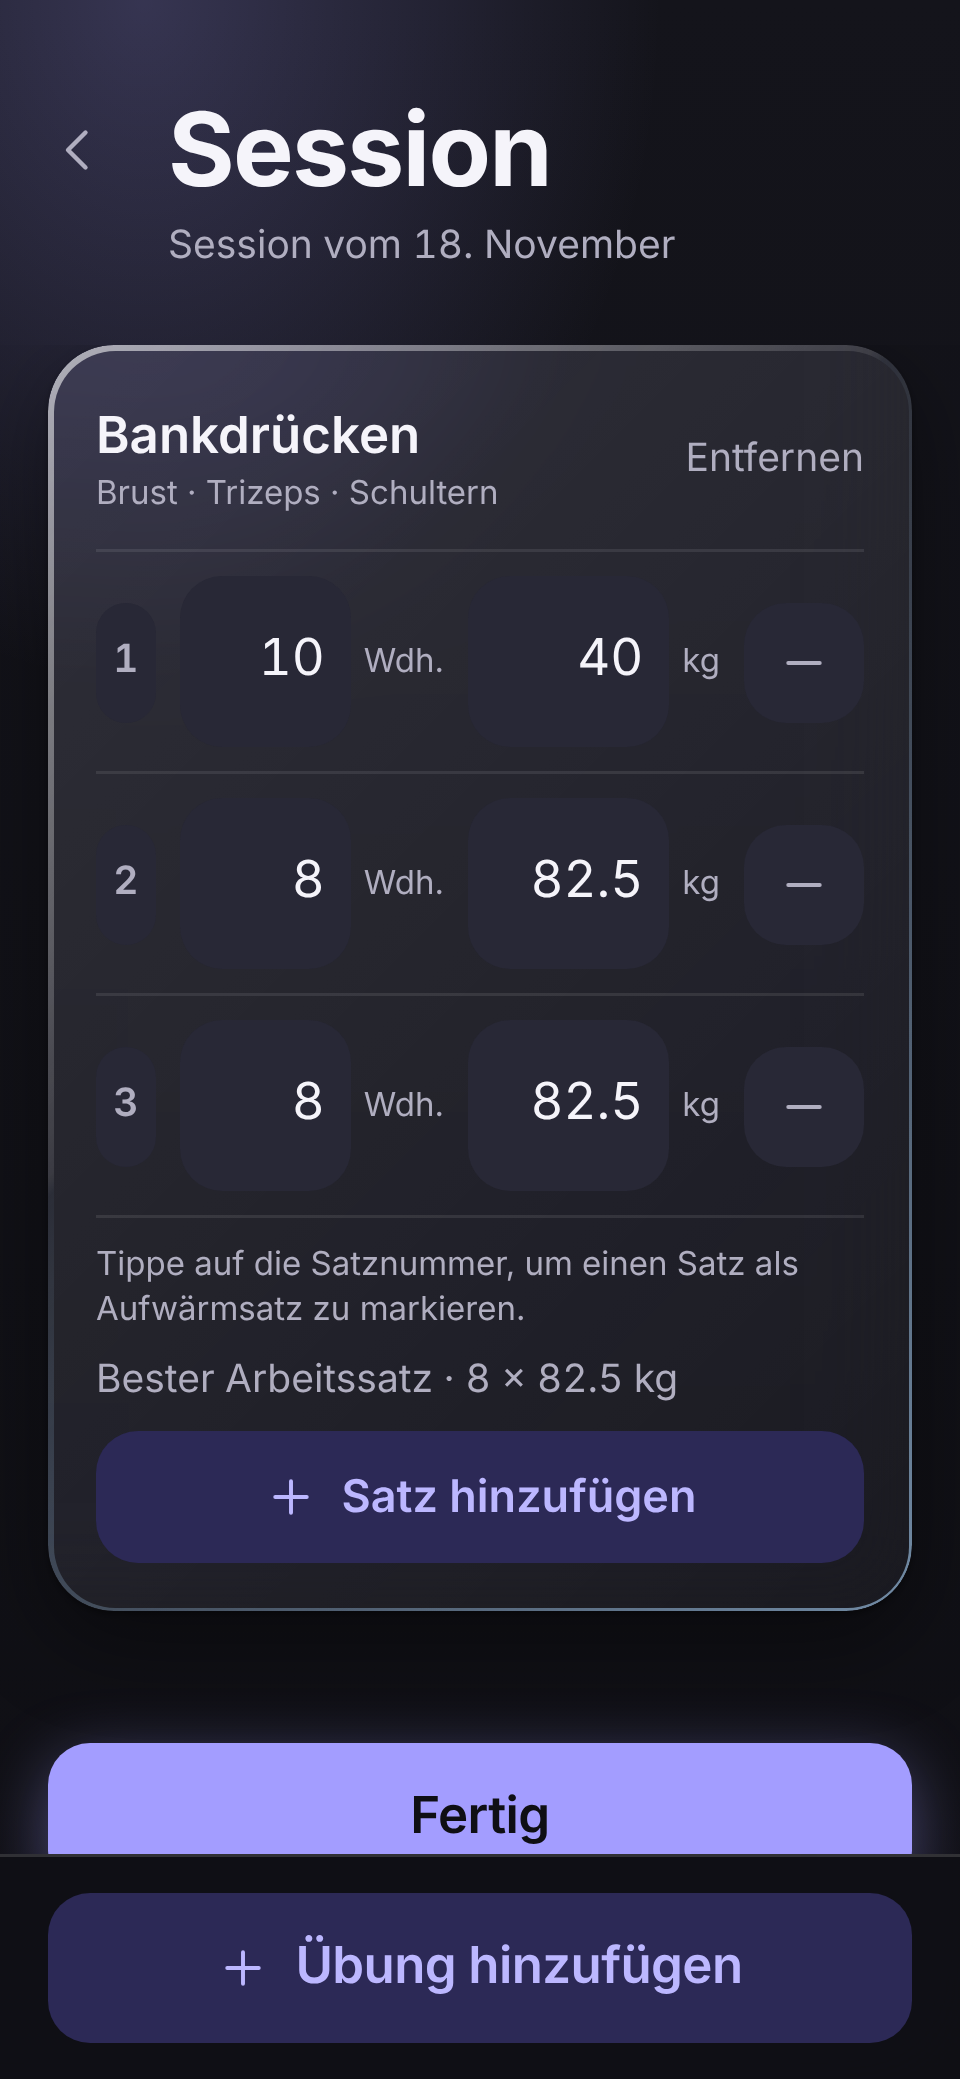 Session
Session vom 18. November
Bankdrücken
Entfernen
Brust · Trizeps · Schultern
1 10 Wdh. 40 kg —
2 8 Wdh. 82.5 kg —
3 8 Wdh. 82.5 kg —
Tippe auf die Satznummer, um einen Satz als
Aufwärmsatz zu markieren.
Bester Arbeitssatz · 8 × 82.5 kg
+ Satz hinzufügen
Fertig
+ Übung hinzufügen